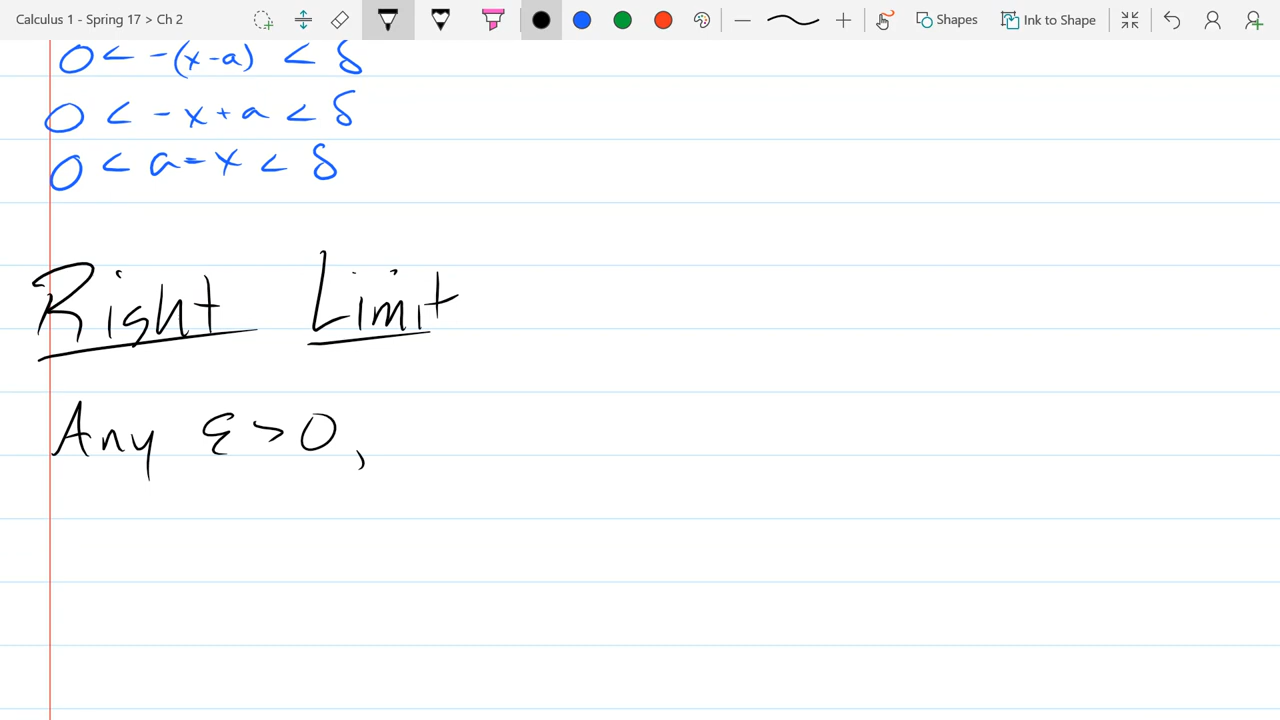 Calculus 1 - Spring 17 > Ch 2 Shapes Ink to Shape
0 < -(x-a) < δ
0 < -x+a < δ
0 < a-x < δ
Right Limit
Any ε > 0,